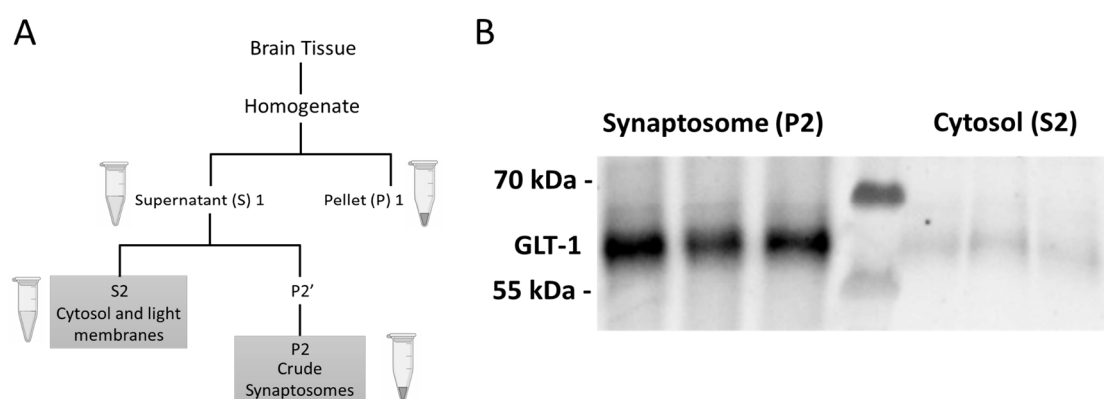 A
Brain Tissue
Homogenate
Supernatant (S) 1
Pellet (P) 1
S2
Cytosol and light
membranes
P2’
P2
Crude
Synaptosomes
B
Synaptosome (P2)
Cytosol (S2)
70 kDa -
GLT-1
55 kDa -